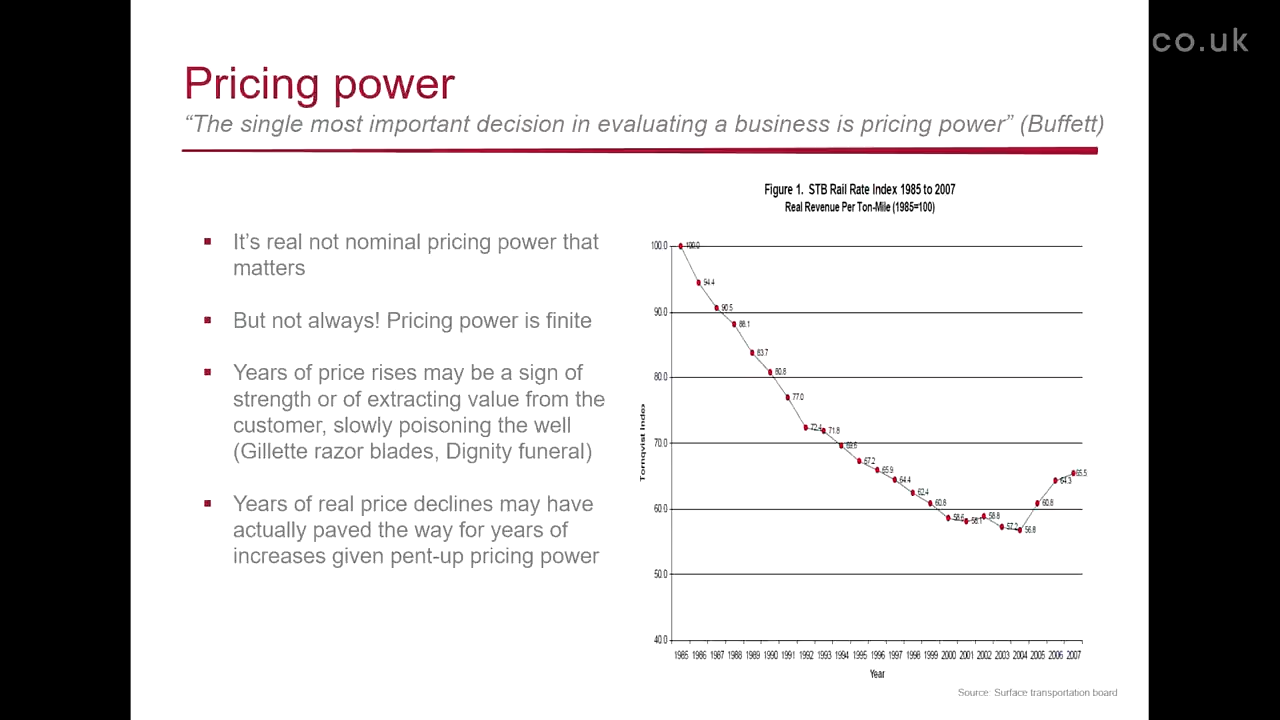 co.uk
Pricing power
“The single most important decision in evaluating a business is pricing power” (Buffett)
▪ It’s real not nominal pricing power that
matters
▪ But not always! Pricing power is finite
▪ Years of price rises may be a sign of
strength or of extracting value from the
customer, slowly poisoning the well
(Gillette razor blades, Dignity funeral)
▪ Years of real price declines may have
actually paved the way for years of
increases given pent-up pricing power
Figure 1. STB Rail Rate Index 1985 to 2007
Real Revenue Per Ton-Mile (1985=100)
Tornqvist Index
100.0
90.0
80.0
70.0
60.0
50.0
40.0
100.0
94.4
90.5
88.1
83.7
80.8
77.0
72.4
71.8
69.6
67.2
65.9
64.4
62.4
60.8
58.6
58.1
58.8
57.2
56.8
60.8
64.3
65.5
1985 1986 1987 1988 1989 1990 1991 1992 1993 1994 1995 1996 1997 1998 1999 2000 2001 2002 2003 2004 2005 2006 2007
Year
Source: Surface transportation board